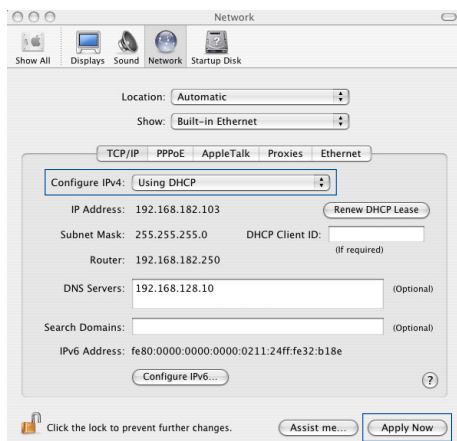 Network
Show All Displays Sound Network Startup Disk
Location: Automatic
Show: Built-in Ethernet
TCP/IP PPPoE AppleTalk Proxies Ethernet
Configure IPv4: Using DHCP
IP Address: 192.168.182.103 Renew DHCP Lease
Subnet Mask: 255.255.255.0 DHCP Client ID:
(If required)
Router: 192.168.182.250
DNS Servers: 192.168.128.10 (Optional)
Search Domains: (Optional)
IPv6 Address: fe80:0000:0000:0000:0211:24ff:fe32:b18e
Configure IPv6... ?
Click the lock to prevent further changes. Assist me... Apply Now